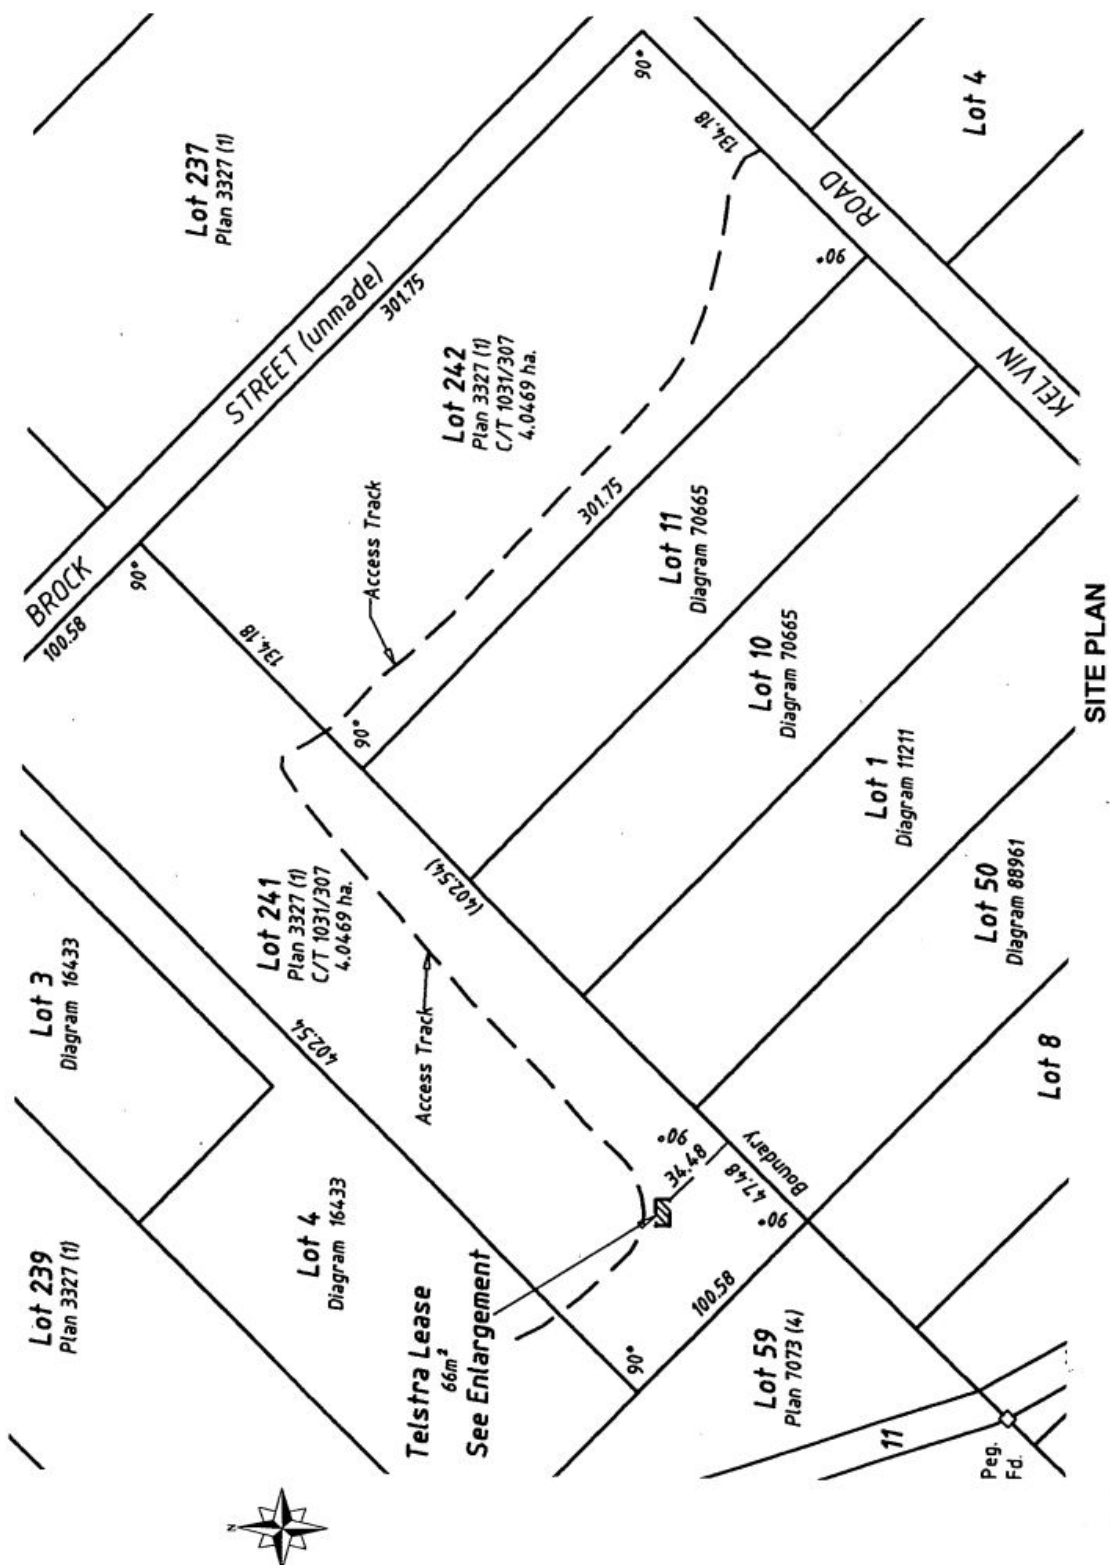 Lot 237
Plan 3327 (1)
Lot 4
BROCK
STREET (unmade)
100.58
301.75
90°
134.18
ROAD
KELVIN
90°
134.18
90°
90°
Lot 242
Plan 3327 (1)
C/T 1031/307
4.0469 ha.
Access Track
301.75
Lot 11
Diagram 70665
Lot 10
Diagram 70665
Lot 1
Diagram 11211
Lot 50
Diagram 88961
Lot 8
(402.54)
Lot 241
Plan 3327 (1)
C/T 1031/307
4.0469 ha.
Access Track
402.54
Lot 3
Diagram 16433
Lot 239
Plan 3327 (1)
Lot 4
Diagram 16433
Telstra Lease
66m²
See Enlargement
90°
34.48
47.48
Boundary
90°
100.58
90°
Lot 59
Plan 7073 (4)
11
Peg.
Fd.
N
SITE PLAN